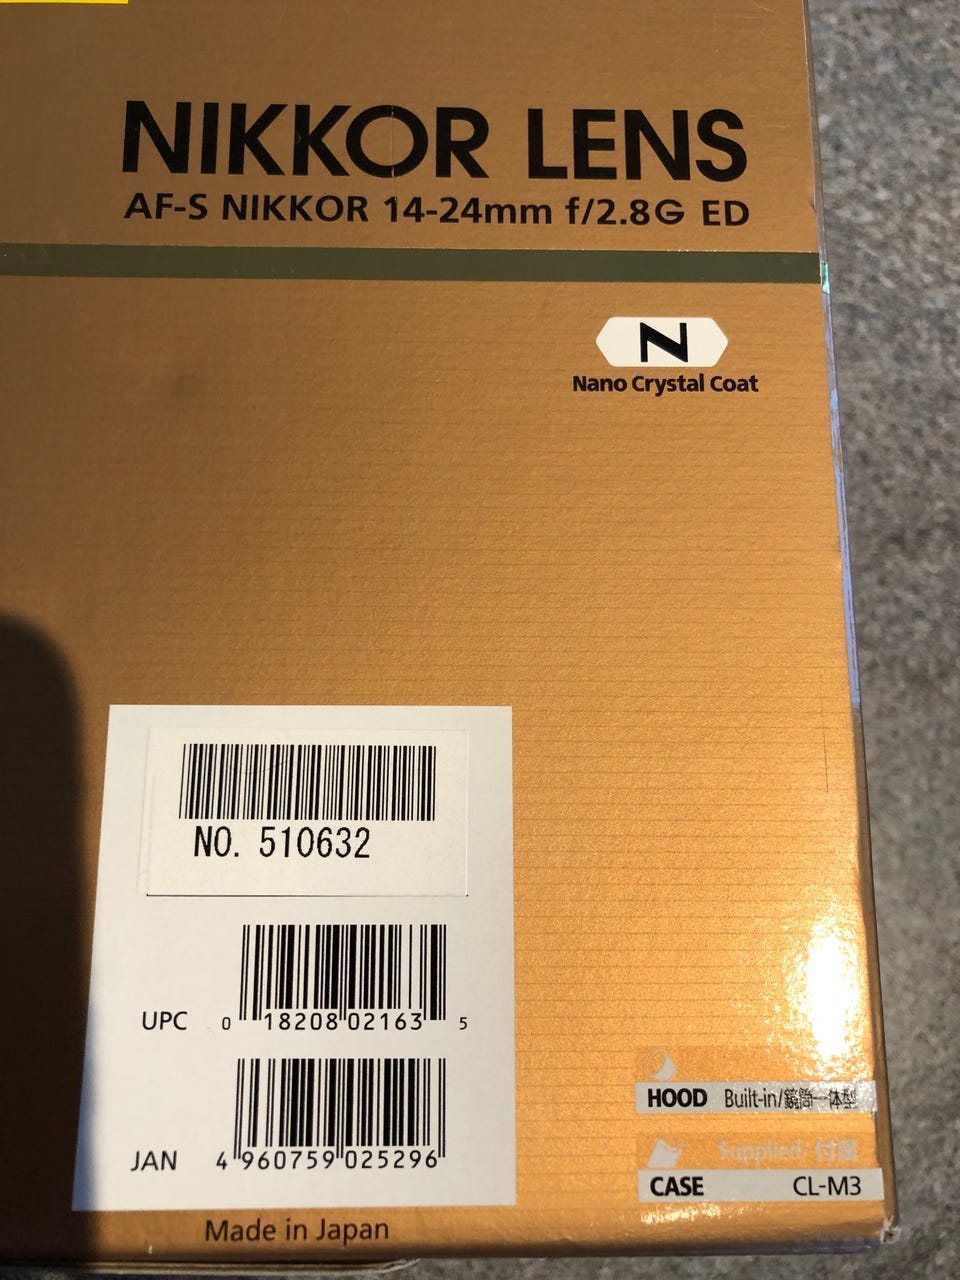 NIKKOR LENS
AF-S NIKKOR 14-24mm f/2.8G ED
N
Nano Crystal Coat
NO. 510632
UPC 0 18208 02163 5
JAN 4 960759 025296
Made in Japan
HOOD Built-in/鏡筒一体型
Supplied/付属
CASE CL-M3